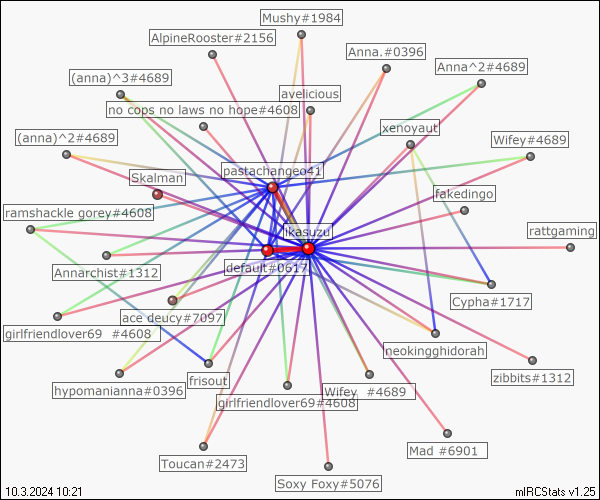 Mushy#1984
AlpineRooster#2156
Anna.#0396
Anna^2#4689
(anna)^3#4689
avelicious
no cops no laws no hope#4608
xenoyaut
(anna)^2#4689
Wifey#4689
pastachangeo41
Skalman
fakedingo
ramshackle gorey#4608
likasuzu
rattgaming
default#0617
Annarchist#1312
Cypha#1717
ace deucy#7097
girlfriendlover69 #4608
neokingghidorah
zibbits#1312
frisout
hypomanianna#0396
Wifey #4689
girlfriendlover69#4608
Mad #6901
Toucan#2473
Soxy Foxy#5076
10.3.2024 10:21
mIRCStats v1.25